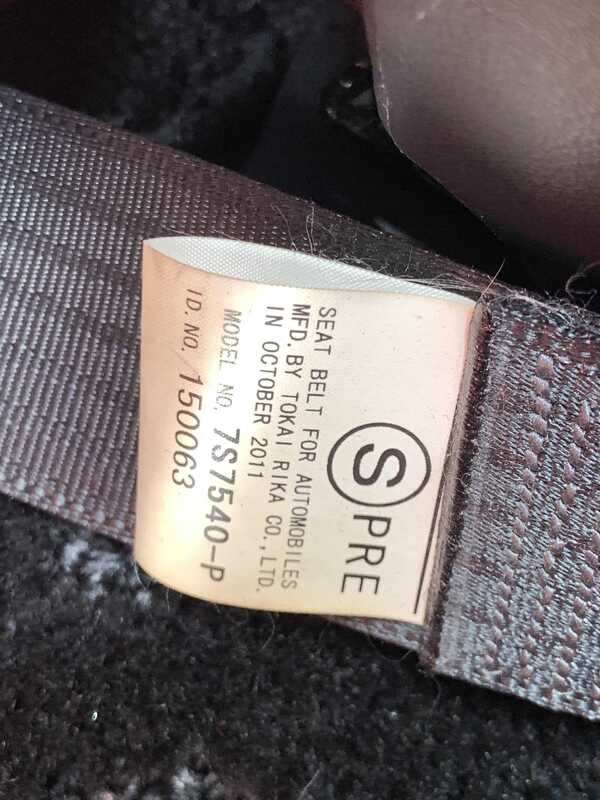 Ⓢ PRE
SEAT BELT FOR AUTOMOBILES
MFD. BY TOKAI RIKA CO., LTD.
IN OCTOBER 2011
MODEL NO. 7S7540-P
ID. NO. 150063